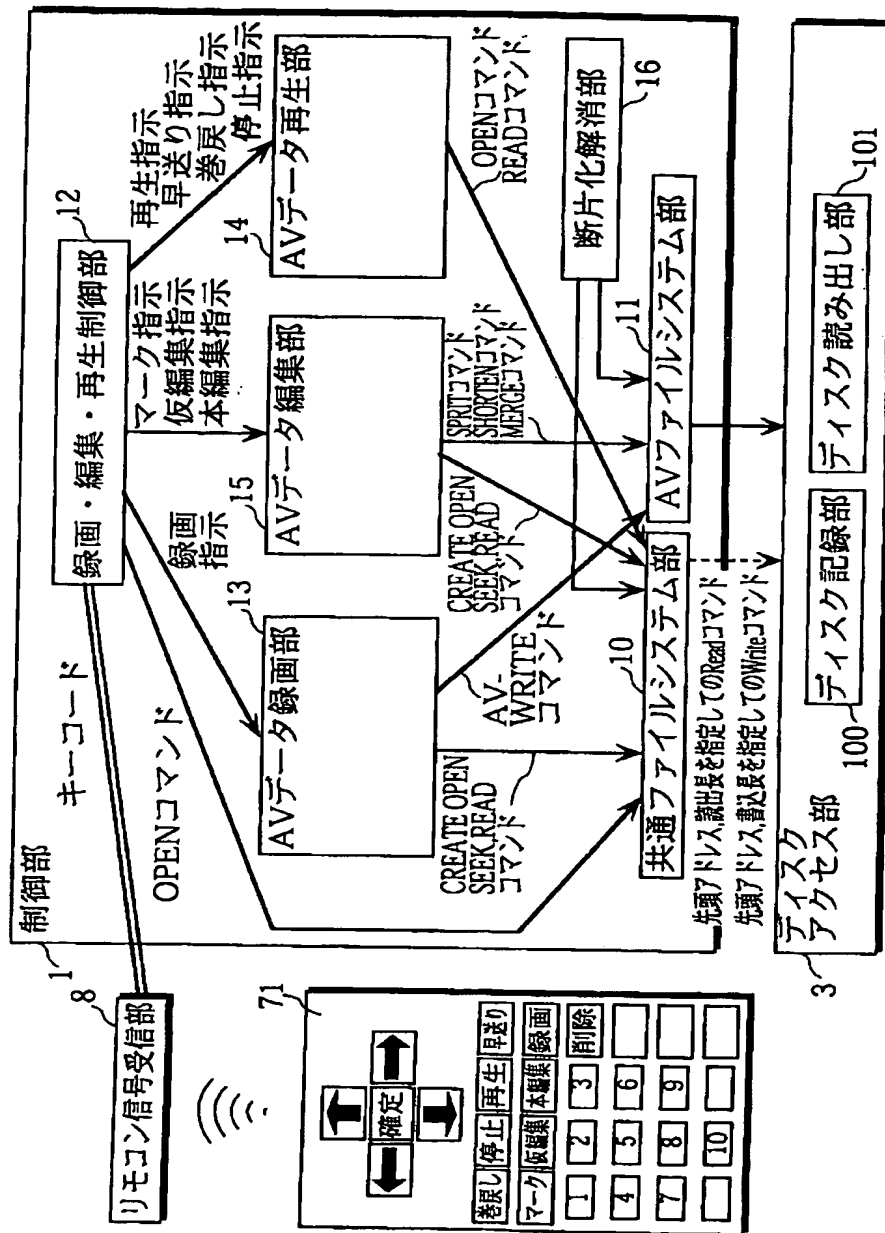 リモコン信号受信部
8
71
確定
巻戻し
停止
再生
早送り
マーク
仮編集
本編集
録画
1
2
3
削除
4
5
6
7
8
9
10
制御部
1
キーコード
OPENコマンド
録画・編集・再生制御部
12
録画
指示
マーク指示
仮編集指示
本編集指示
再生指示
早送り指示
巻戻し指示
停止指示
AVデータ録画部
13
AVデータ編集部
15
AVデータ再生部
14
CREATE OPEN
SEEK,READ
コマンド
AV-
WRITE
コマンド
CREATE OPEN
SEEK,READ
コマンド
SPRITコマンド
SHORTENコマンド
MERGEコマンド
OPENコマンド
READコマンド
断片化解消部
16
共通ファイルシステム部
10
AVファイルシステム部
11
先頭アドレス,読出長を指定してのReadコマンド
先頭アドレス,書込長を指定してのWriteコマンド
ディスク
アクセス部
3
ディスク記録部
100
ディスク読み出し部
101